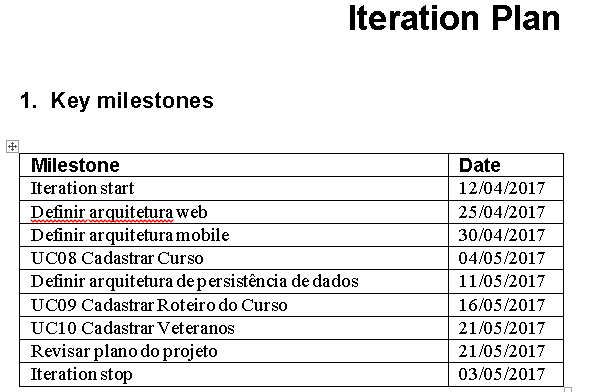 Iteration Plan
1. Key milestones
Milestone Date
Iteration start 12/04/2017
Definir arquitetura web 25/04/2017
Definir arquitetura mobile 30/04/2017
UC08 Cadastrar Curso 04/05/2017
Definir arquitetura de persistência de dados 11/05/2017
UC09 Cadastrar Roteiro do Curso 16/05/2017
UC10 Cadastrar Veteranos 21/05/2017
Revisar plano do projeto 21/05/2017
Iteration stop 03/05/2017